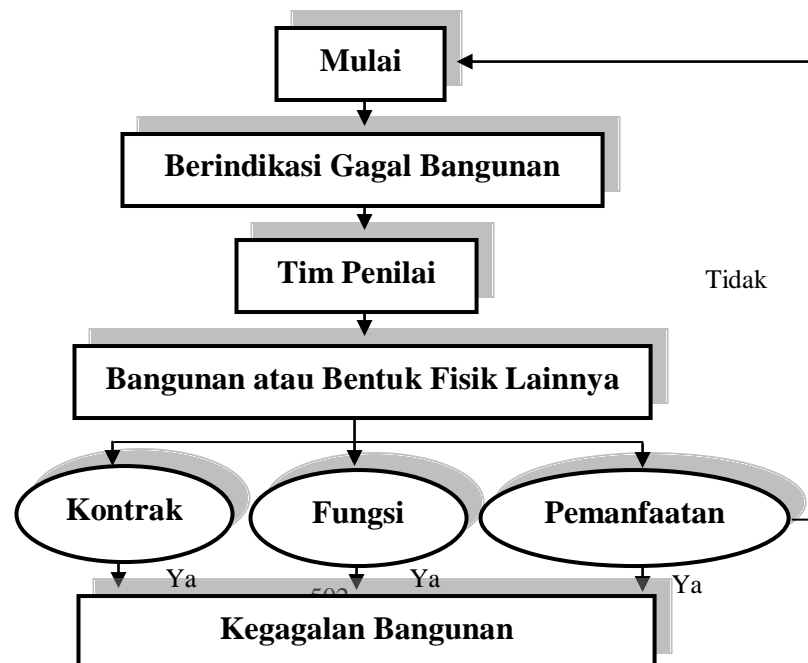 Mulai
Berindikasi Gagal Bangunan
Tim Penilai
Tidak
Bangunan atau Bentuk Fisik Lainnya
Kontrak
Fungsi
Pemanfaatan
Ya
Ya
Ya
Kegagalan Bangunan